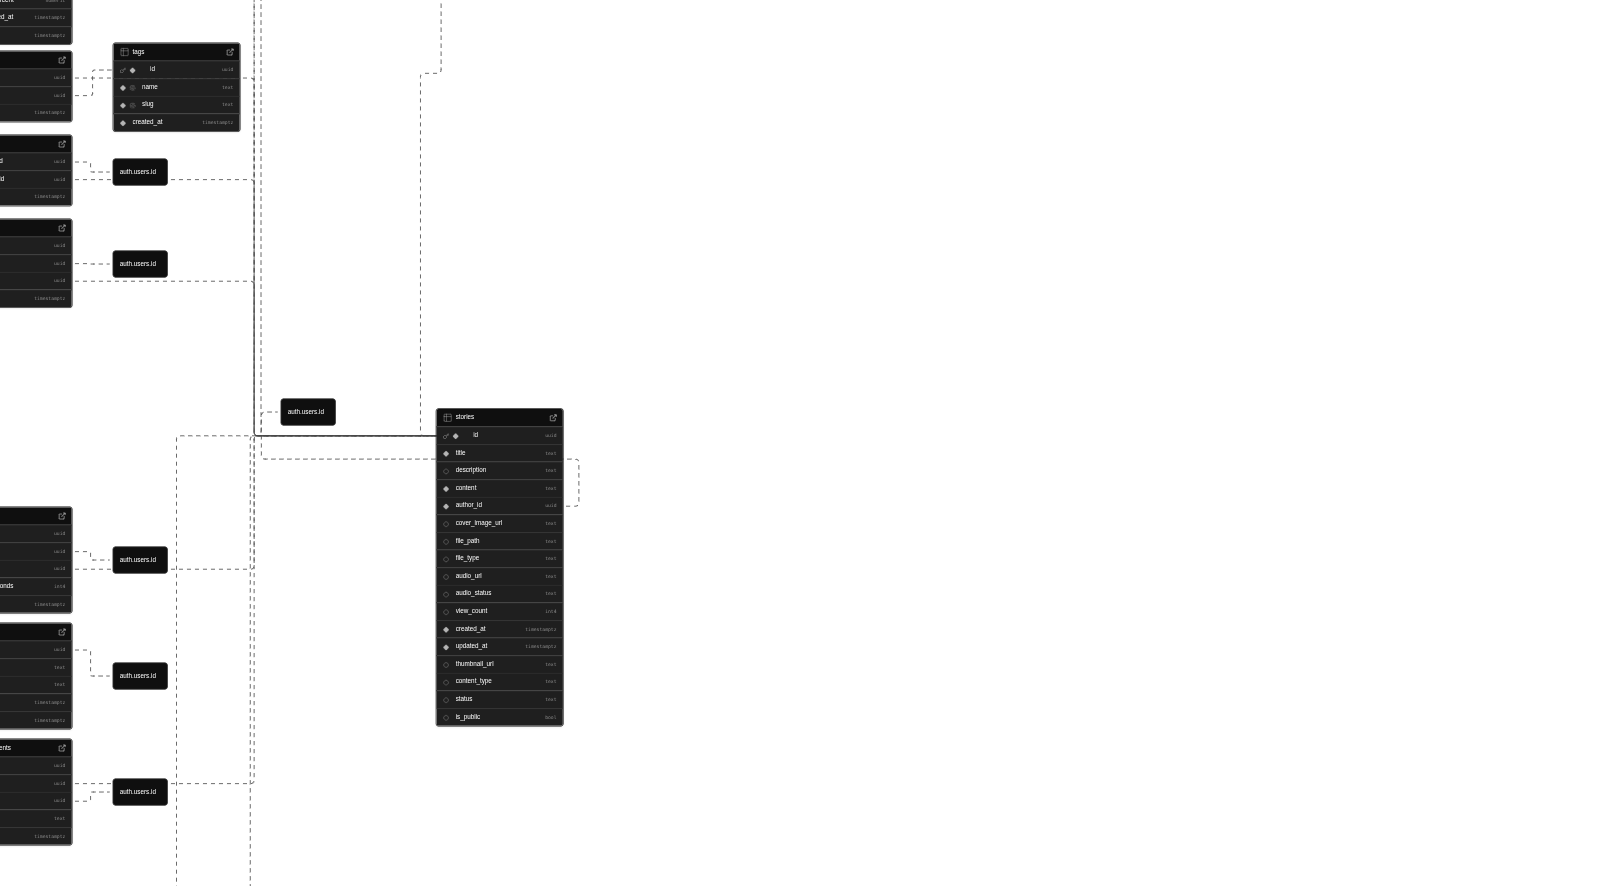 ed_at timestamptz
timestamptz
uuid
uuid
timestamptz
tags
id uuid
name text
slug text
created_at timestamptz
d uuid
id uuid
timestamptz
auth.users.id
uuid
uuid
uuid
timestamptz
auth.users.id
auth.users.id
stories
id uuid
title text
description text
content text
author_id uuid
cover_image_url text
file_path text
file_type text
audio_url text
audio_status text
view_count int4
created_at timestamptz
updated_at timestamptz
thumbnail_url text
content_type text
status text
is_public bool
uuid
uuid
uuid
onds int4
timestamptz
auth.users.id
uuid
text
text
timestamptz
timestamptz
auth.users.id
ents
uuid
uuid
uuid
text
timestamptz
auth.users.id